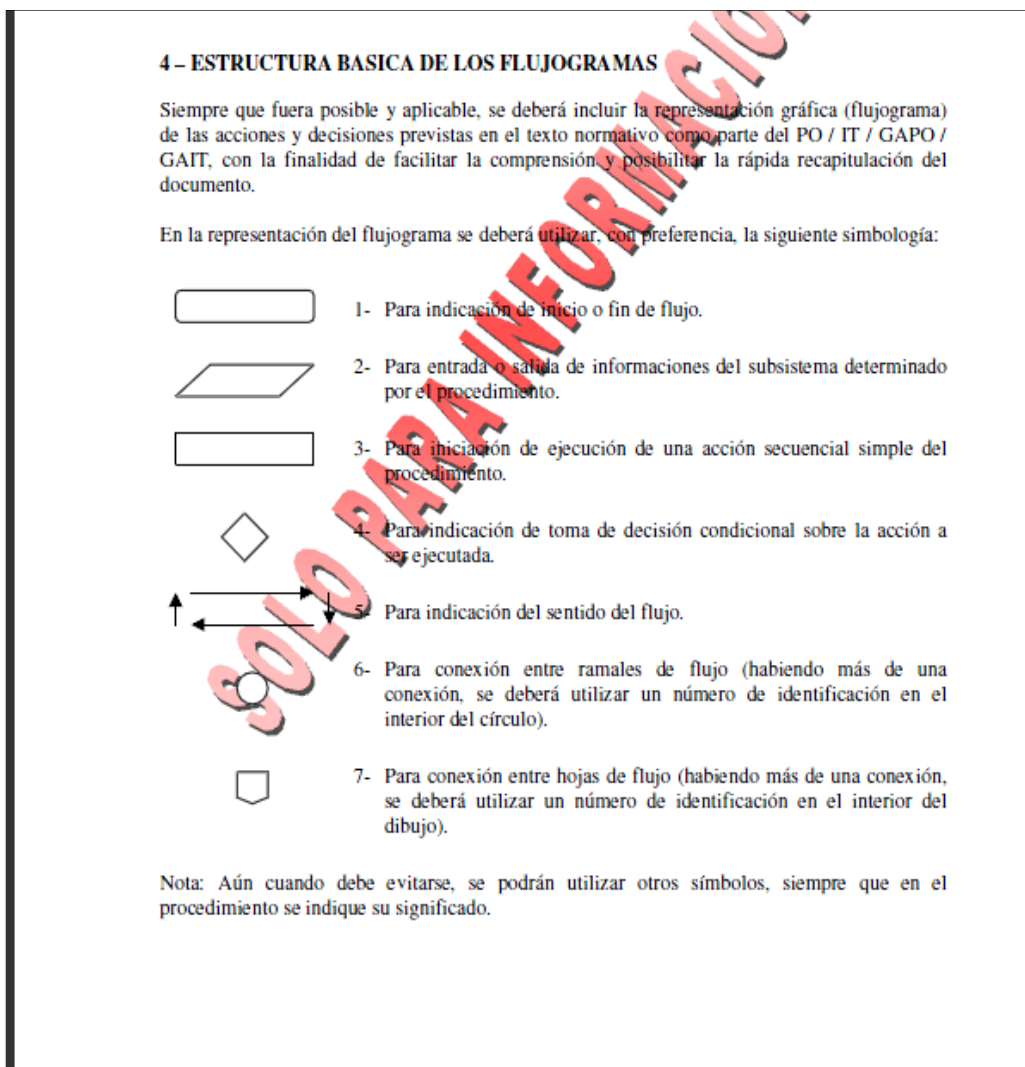 4 – ESTRUCTURA BASICA DE LOS FLUJOGRAMAS
Siempre que fuera posible y aplicable, se deberá incluir la representación gráfica (flujograma)
de las acciones y decisiones previstas en el texto normativo como parte del PO / IT / GAPO /
GAIT, con la finalidad de facilitar la comprensión y posibilitar la rápida recapitulación del
documento.
En la representación del flujograma se deberá utilizar, con preferencia, la siguiente simbología:
1- Para indicación de inicio o fin de flujo.
2- Para entrada o salida de informaciones del subsistema determinado
por el procedimiento.
3- Para iniciación de ejecución de una acción secuencial simple del
procedimiento.
4- Para indicación de toma de decisión condicional sobre la acción a
ser ejecutada.
5- Para indicación del sentido del flujo.
6- Para conexión entre ramales de flujo (habiendo más de una
conexión, se deberá utilizar un número de identificación en el
interior del círculo).
7- Para conexión entre hojas de flujo (habiendo más de una conexión,
se deberá utilizar un número de identificación en el interior del
dibujo).
Nota: Aún cuando debe evitarse, se podrán utilizar otros símbolos, siempre que en el
procedimiento se indique su significado.
SOLO PARA INFORMACIO